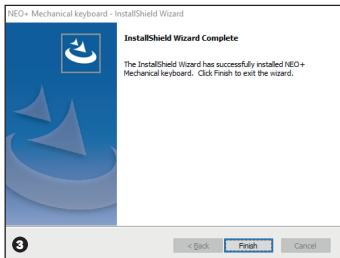 NEO+ Mechanical keyboard - InstallShield Wizard
InstallShield Wizard Complete
The InstallShield Wizard has successfully installed NEO+
Mechanical keyboard. Click Finish to exit the wizard.
3
< Back Finish Cancel